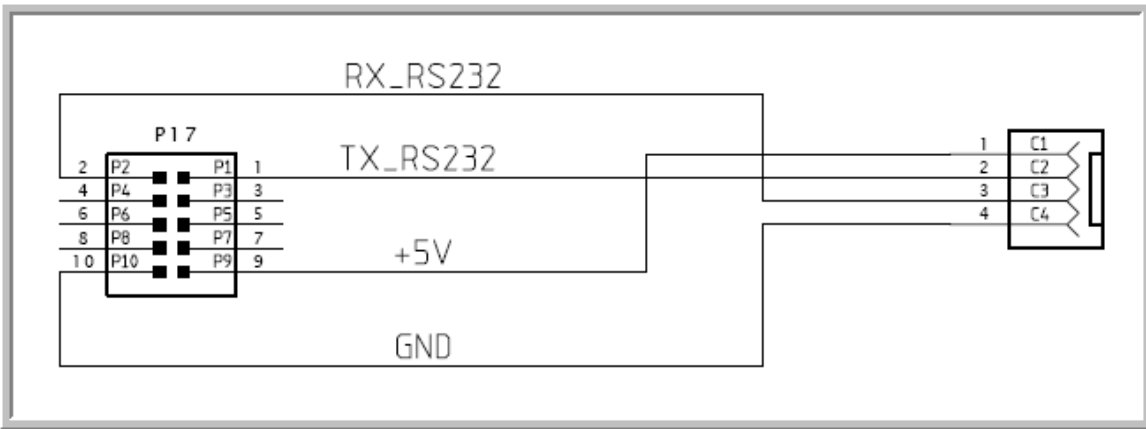 RX_RS232
P17
TX_RS232
1 C1
2 P2 P1 1
2 C2
4 P4 P3 3
3 C3
6 P6 P5 5
4 C4
8 P8 P7 7
10 P10 P9 9
+5V
GND